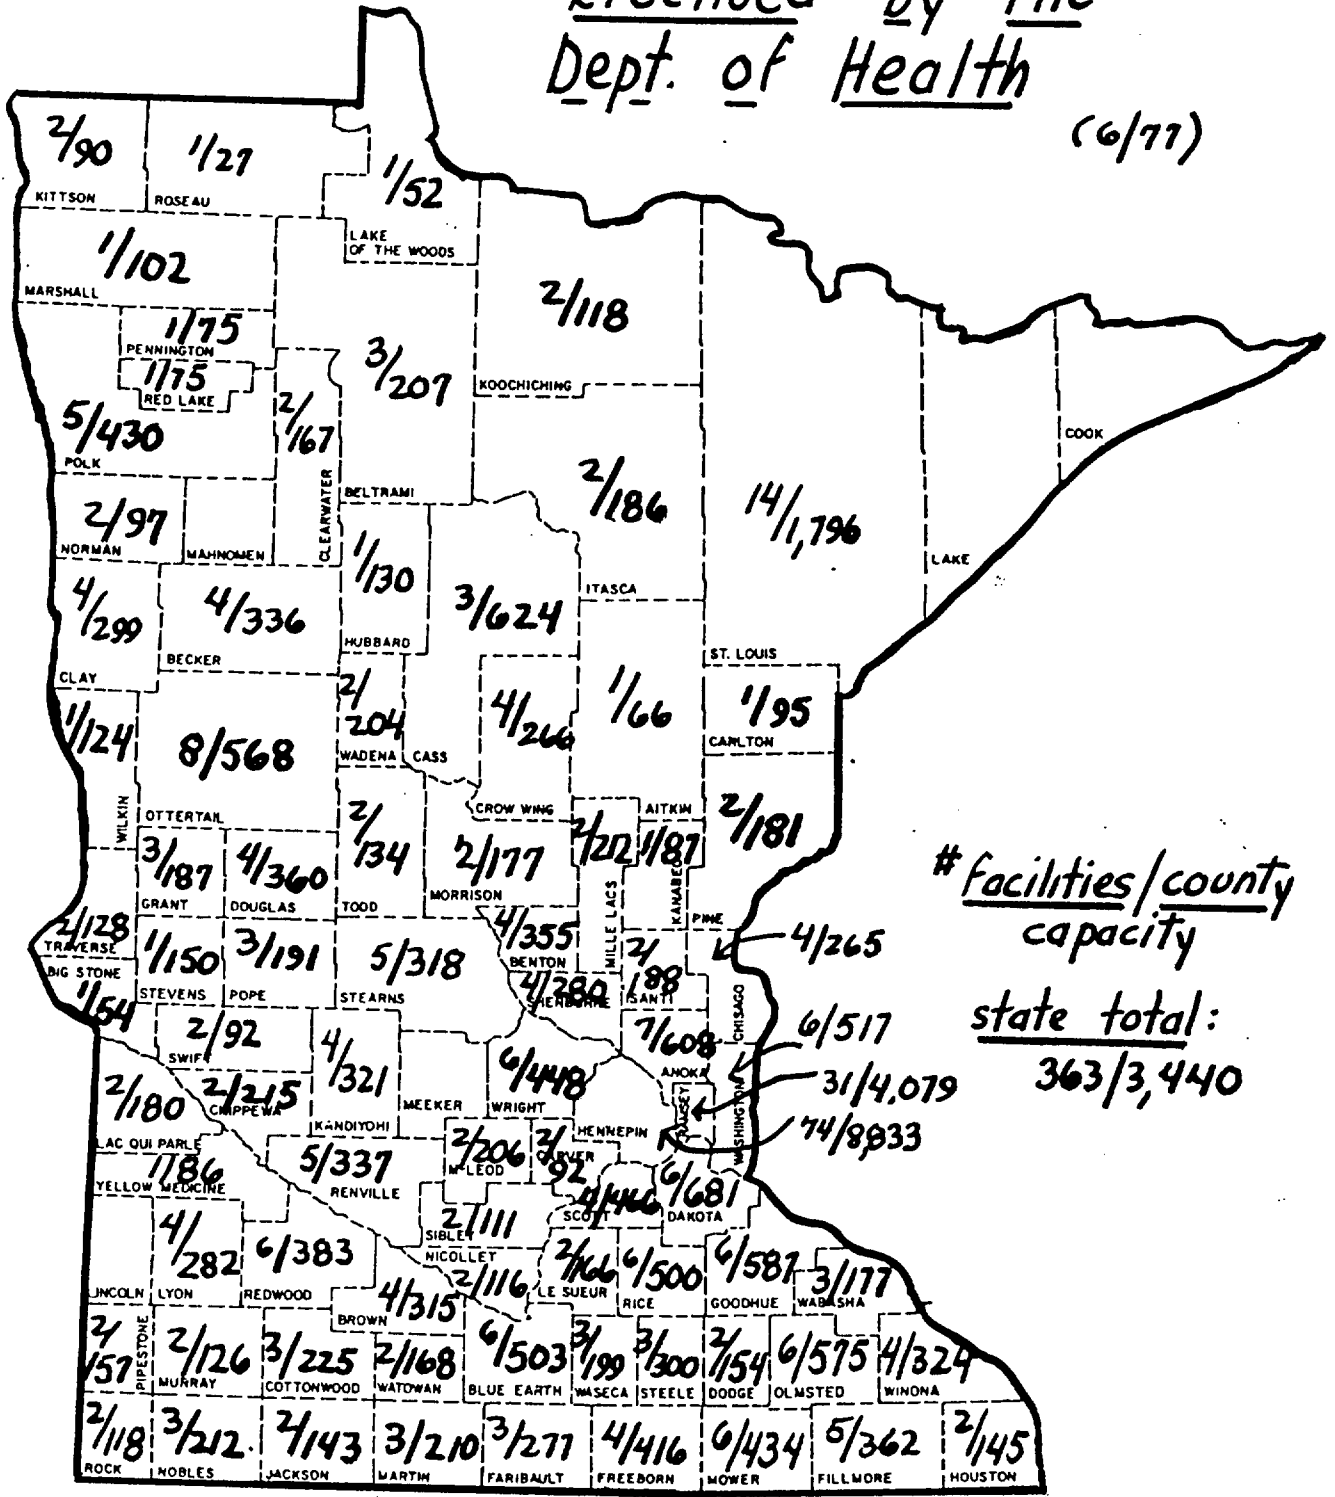 Licensed by the
Dept. of Health
(6/77)
2/90
KITTSON
1/27
ROSEAU
1/52
LAKE
OF THE WOODS
1/102
MARSHALL
2/118
KOOCHICHING
1/75
PENNINGTON
1/75
RED LAKE
3/207
BELTRAMI
2/167
CLEARWATER
5/430
POLK
COOK
LAKE
2/186
ITASCA
14/1,796
ST. LOUIS
2/97
NORMAN
MAHNOMEN
1/130
HUBBARD
4/299
CLAY
4/336
BECKER
3/624
CASS
2/204
WADENA
4/266
CROW WING
1/66
AITKIN
1/95
CARLTON
1/124
WILKIN
8/568
OTTERTAIL
2/134
TODD
2/177
MORRISON
2/212
MILLE LACS
1/87
KANABEC
2/181
PINE
3/187
GRANT
4/360
DOUGLAS
# facilities/county
capacity
state total:
363/3,440
2/128
TRAVERSE
1/150
STEVENS
3/191
POPE
5/318
STEARNS
4/355
BENTON
4/280
SHERBURNE
2/188
ISANTI
4/265
CHISAGO
BIG STONE
1/54
2/92
SWIFT
4/321
KANDIYOHI
MEEKER
6/448
WRIGHT
7/608
ANOKA
6/517
WASHINGTON
31/4,079
RAMSEY
74/8,833
HENNEPIN
2/180
LAC QUI PARLE
2/215
CHIPPEWA
1/86
YELLOW MEDICINE
5/337
RENVILLE
2/206
McLEOD
2/92
CARVER
4/466
SCOTT
6/681
DAKOTA
2/111
SIBLEY
LINCOLN
4/282
LYON
6/383
REDWOOD
NICOLLET
2/116
4/315
BROWN
2/166
LE SUEUR
6/500
RICE
6/587
GOODHUE
3/177
WABASHA
2/157
PIPESTONE
2/126
MURRAY
3/225
COTTONWOOD
2/168
WATOWAN
6/503
BLUE EARTH
3/199
WASECA
3/300
STEELE
2/154
DODGE
6/575
OLMSTED
4/324
WINONA
2/118
ROCK
3/212
NOBLES
2/143
JACKSON
3/210
MARTIN
3/277
FARIBAULT
4/416
FREEBORN
6/434
MOWER
5/362
FILLMORE
2/145
HOUSTON